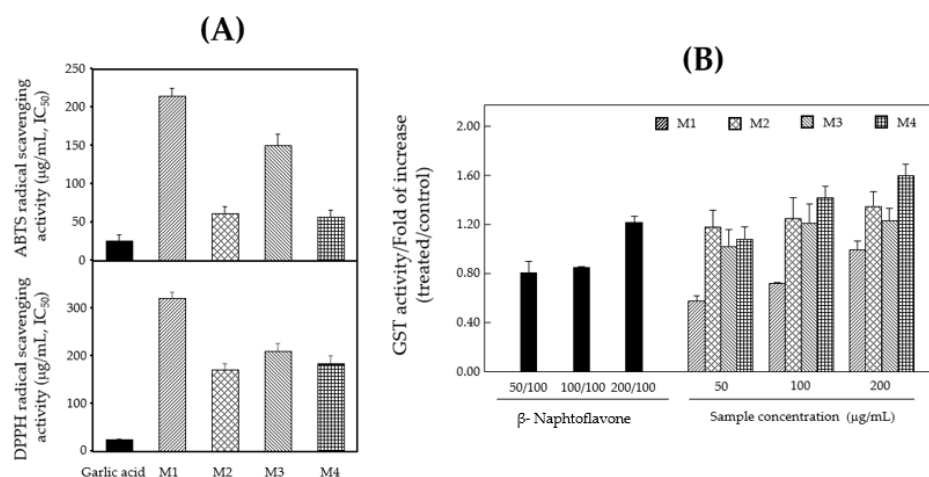 (A)
ABTS radical scavenging
activity (µg/mL, IC50)
250
200
150
100
50
0
DPPH radical scavenging
activity (µg/mL, IC50)
300
200
100
0
Garlic acid M1 M2 M3 M4
(B)
GST activity/Fold of increase
(treated/control)
2.00
1.60
1.20
0.80
0.40
0.00
M1 M2 M3 M4
50/100 100/100 200/100 50 100 200
β- Naphtoflavone Sample concentration (µg/mL)